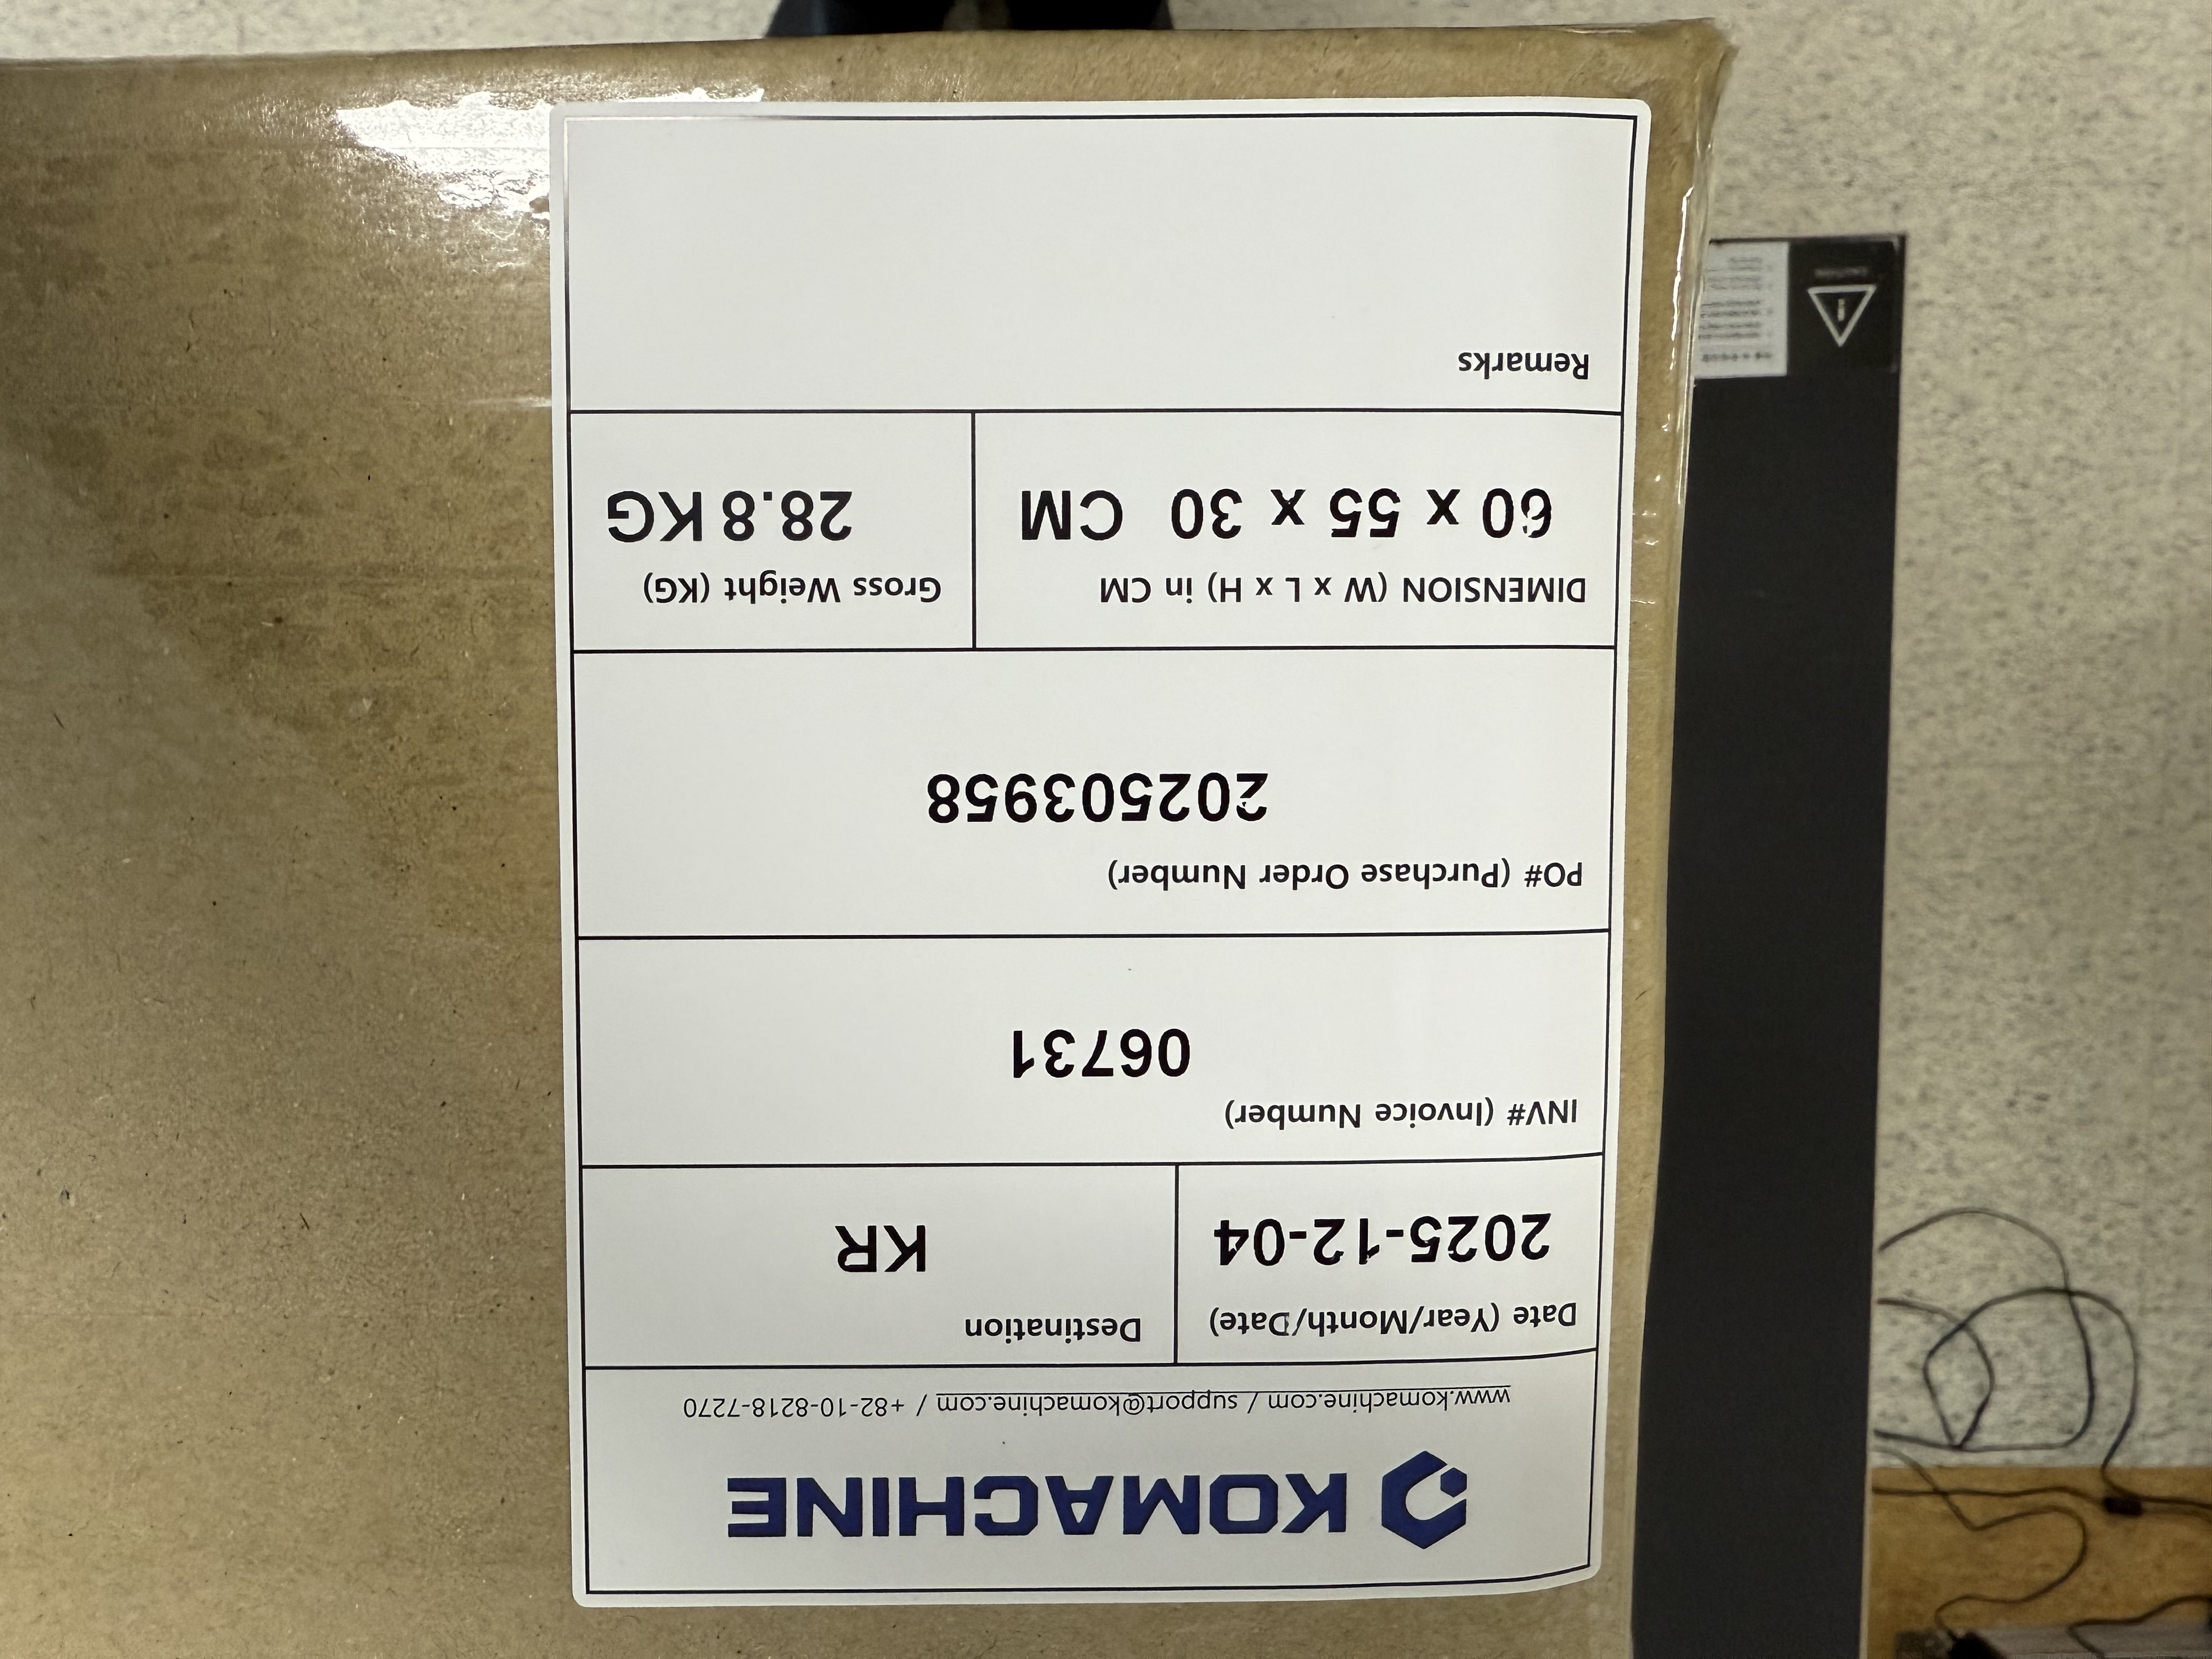 KOMACHINE
www.komachine.com / support@komachine.com / +82-10-8218-7270
Date (Year/Month/Date)
2025-12-04
Destination
KR
INV# (Invoice Number)
06731
PO# (Purchase Order Number)
202503958
DIMENSION (W x L x H) in CM
60 x 55 x 30 CM
Gross Weight (KG)
28.8 KG
Remarks